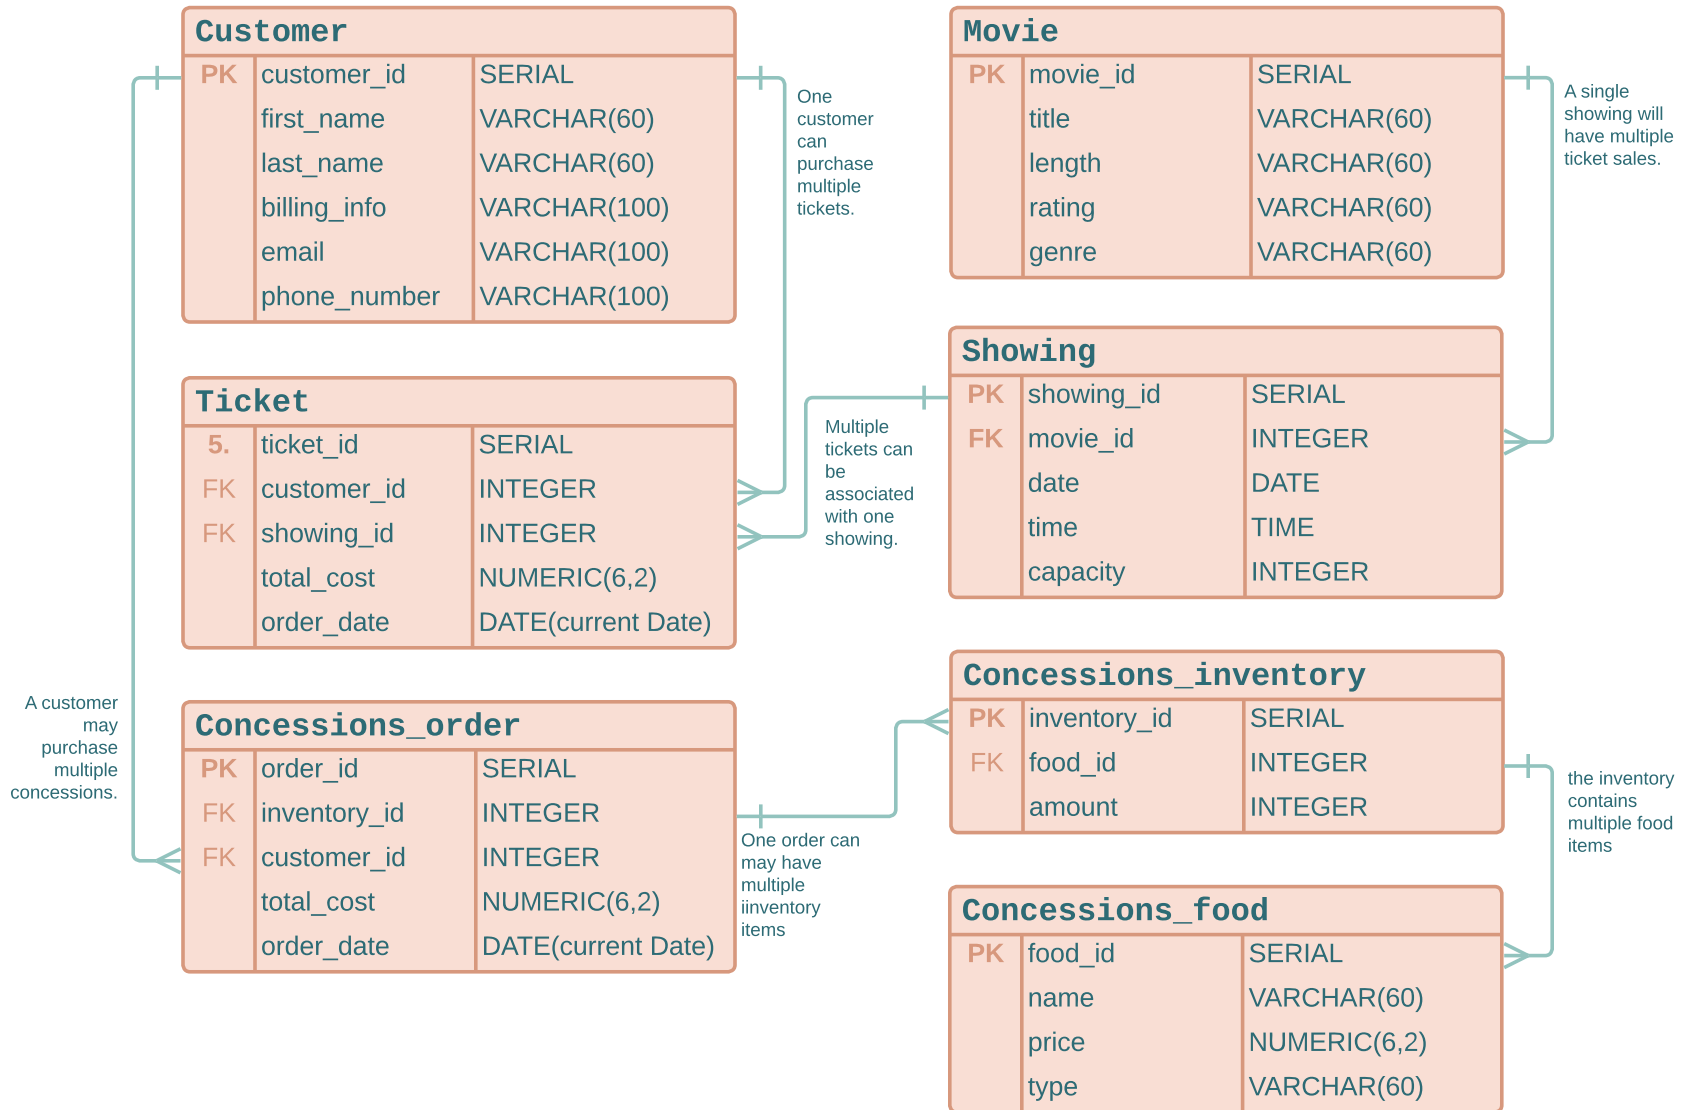 Customer
PK customer_id SERIAL
first_name VARCHAR(60)
last_name VARCHAR(60)
billing_info VARCHAR(100)
email VARCHAR(100)
phone_number VARCHAR(100)
One
customer
can
purchase
multiple
tickets.
Movie
PK movie_id SERIAL
title VARCHAR(60)
length VARCHAR(60)
rating VARCHAR(60)
genre VARCHAR(60)
A single
showing will
have multiple
ticket sales.
Ticket
5. ticket_id SERIAL
FK customer_id INTEGER
FK showing_id INTEGER
total_cost NUMERIC(6,2)
order_date DATE(current Date)
Multiple
tickets can
be
associated
with one
showing.
Showing
PK showing_id SERIAL
FK movie_id INTEGER
date DATE
time TIME
capacity INTEGER
A customer
may
purchase
multiple
concessions.
Concessions_order
PK order_id SERIAL
FK inventory_id INTEGER
FK customer_id INTEGER
total_cost NUMERIC(6,2)
order_date DATE(current Date)
One order can
may have
multiple
iinventory
items
Concessions_inventory
PK inventory_id SERIAL
FK food_id INTEGER
amount INTEGER
the inventory
contains
multiple food
items
Concessions_food
PK food_id SERIAL
name VARCHAR(60)
price NUMERIC(6,2)
type VARCHAR(60)